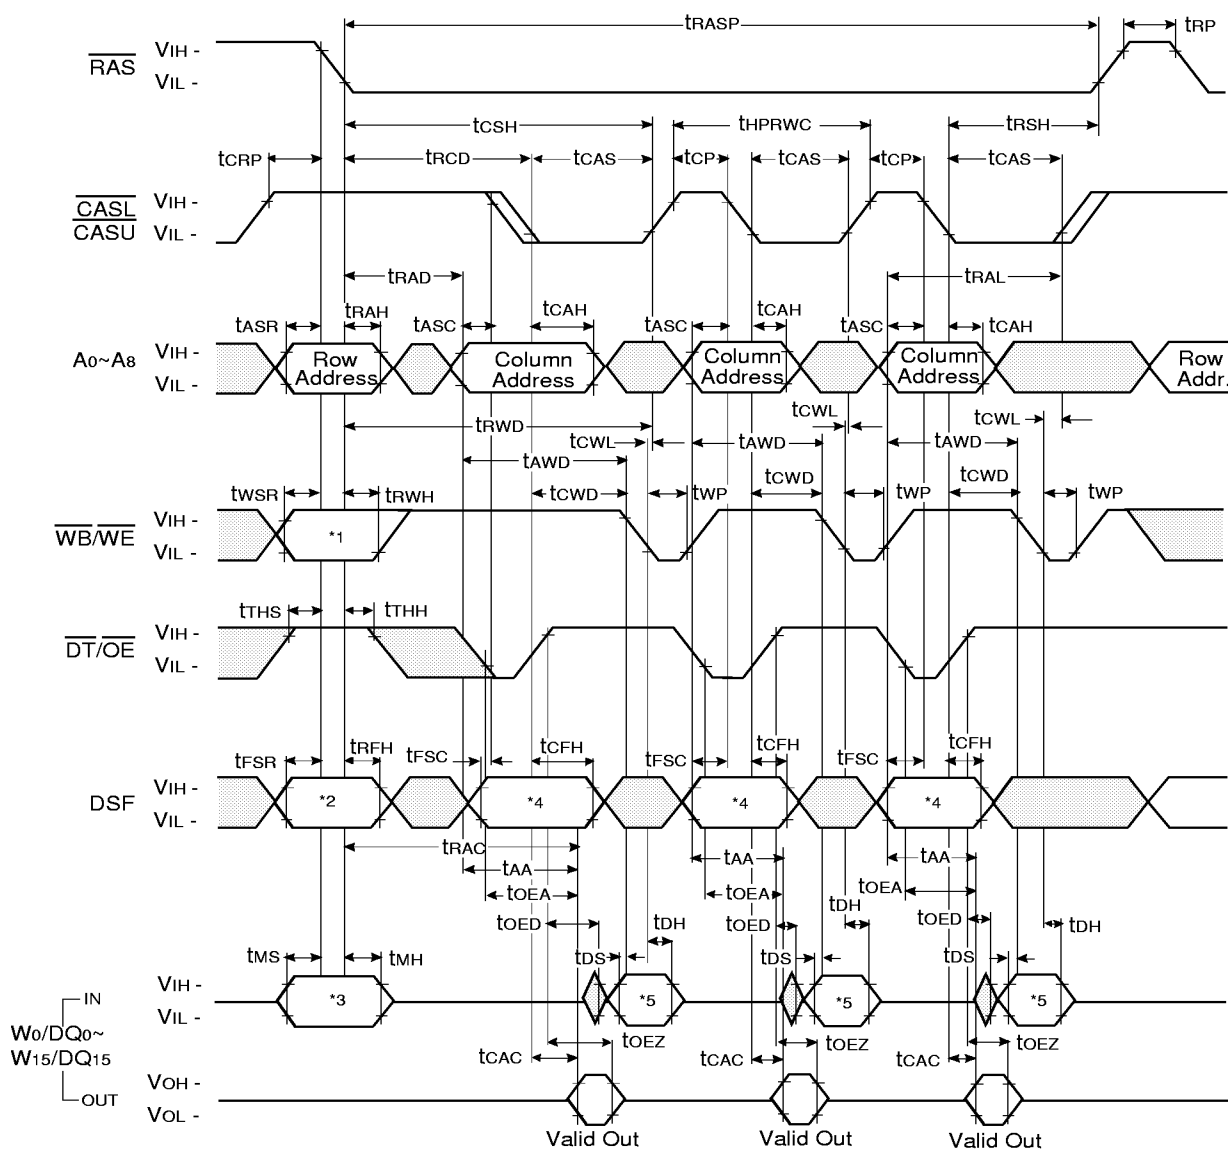 tRASP tRP
RAS VIH -
VIL -
tCSH tHPRWC tRSH
tCRP tRCD tCAS tCP tCAS tCP tCAS
CASL VIH -
CASU VIL -
tRAD tRAL
tASR tRAH tASC tCAH tASC tCAH tASC tCAH
A0~A8 VIH -
VIL -
Row Address
Column Address
Column Address
Column Address
Row Addr.
tRWD tCWL tCWL tCWL
tAWD tAWD tAWD
tWSR tRWH tCWD tWP tCWD tWP tCWD tWP
WB/WE VIH -
VIL -
*1
tTHS tTHH
DT/OE VIH -
VIL -
tFSR tRFH tFSC tCFH tFSC tCFH tFSC tCFH
DSF VIH -
VIL -
*2 *4 *4 *4
tRAC
tAA tAA tAA
tOEA tOEA tOEA
tOED tDH tOED tDH tOED tDH
tMS tMH tDS tDS tDS
VIH -
VIL -
*3 *5 *5 *5
IN
W0/DQ0~
W15/DQ15
OUT
tOEZ tOEZ tOEZ
tCAC tCAC tCAC
VOH -
VOL -
Valid Out Valid Out Valid Out